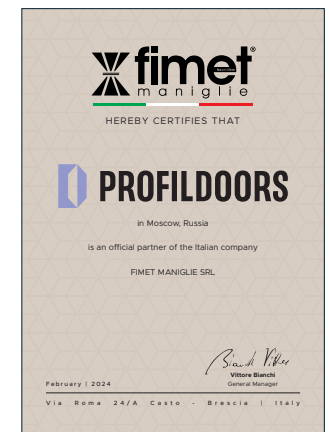 fimet®
maniglie
HEREBY CERTIFIES THAT
PROFILDOORS
in Moscow, Russia
is an official partner of the Italian company
FIMET MANIGLIE SRL
Vittore Bianchi
February | 2024
General Manager
Via Roma 24/A Casto - Brescia | Italy